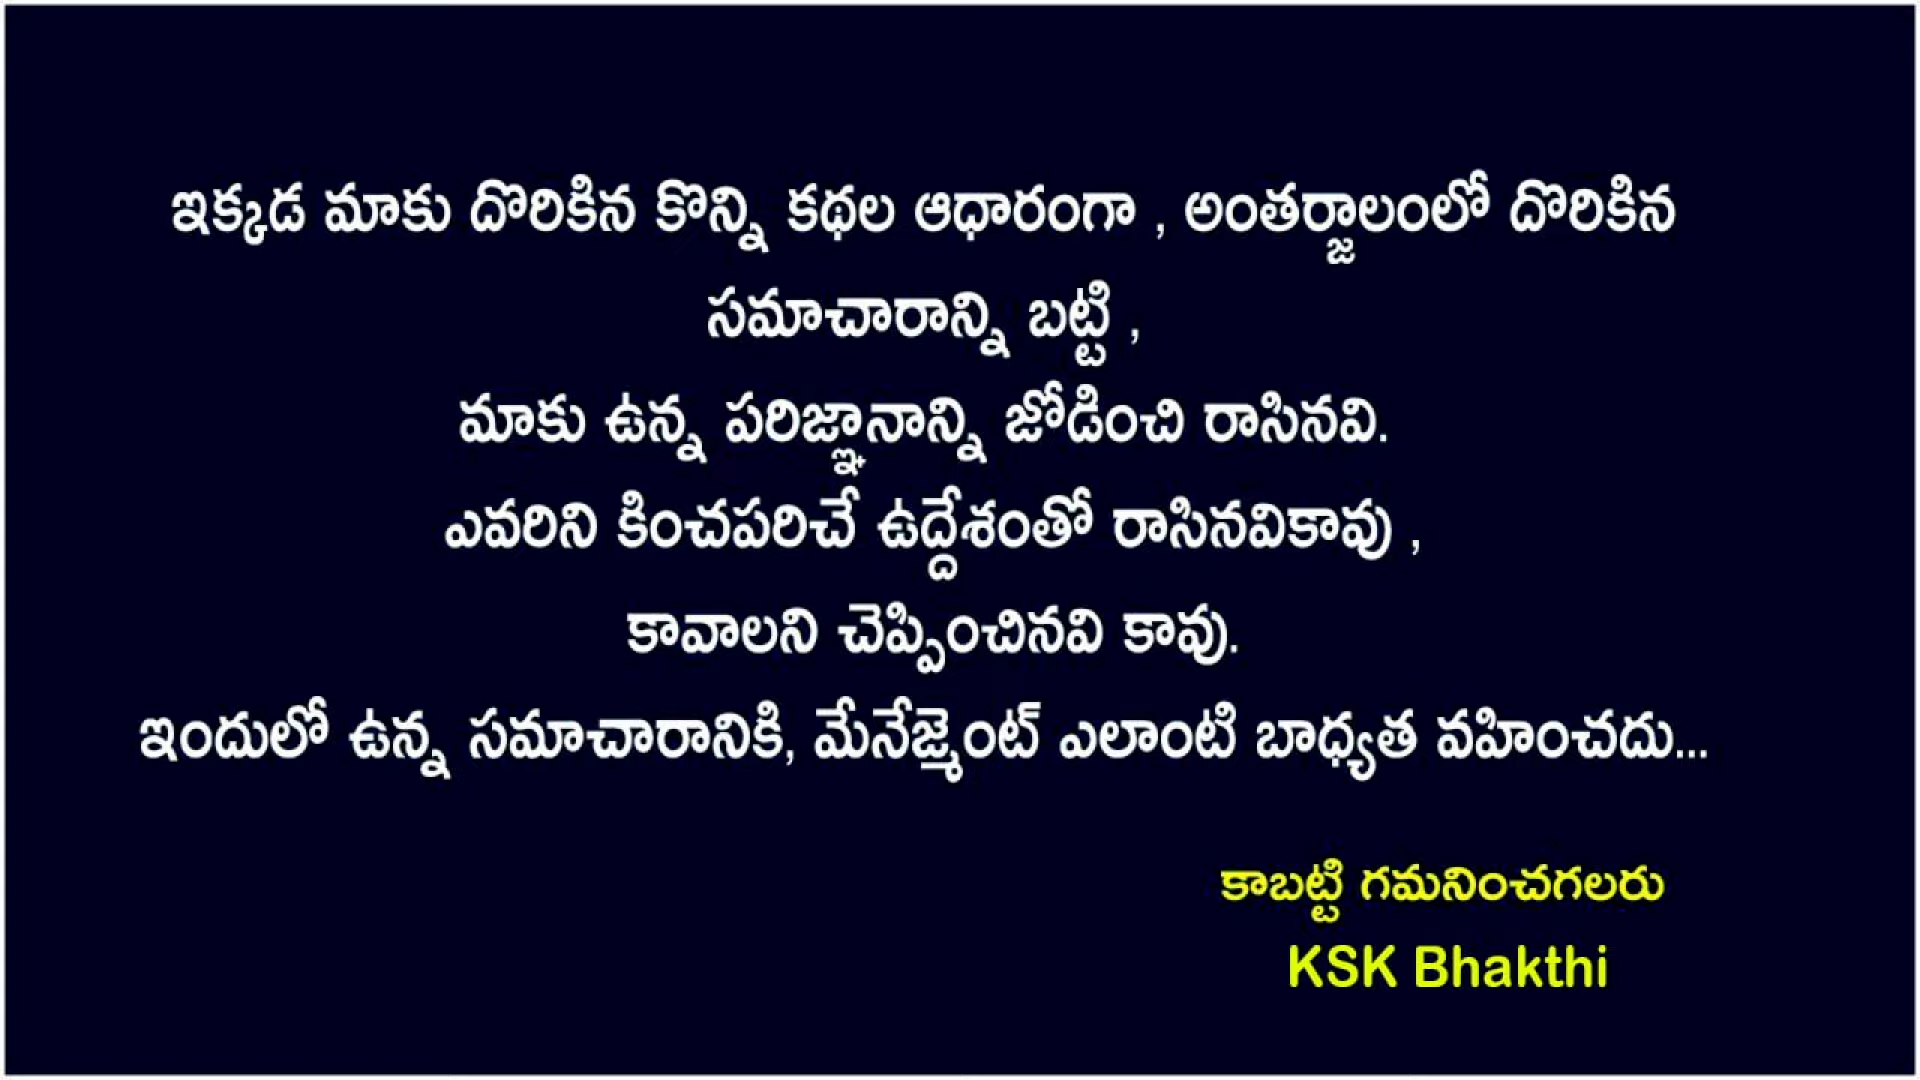 ఇక్కడ మాకు దొరికిన కొన్ని కథల ఆధారంగా , అంతర్జాలంలో దొరికిన
సమాచారాన్ని బట్టి ,
మాకు ఉన్న పరిజ్ఞానాన్ని జోడించి రాసినవి.
ఎవరిని కించపరిచే ఉద్దేశంతో రాసినవికావు ,
కావాలని చెప్పించినవి కావు.
ఇందులో ఉన్న సమాచారానికి, మేనేజ్మెంట్ ఎలాంటి బాధ్యత వహించదు...
కాబట్టి గమనించగలరు
KSK Bhakthi